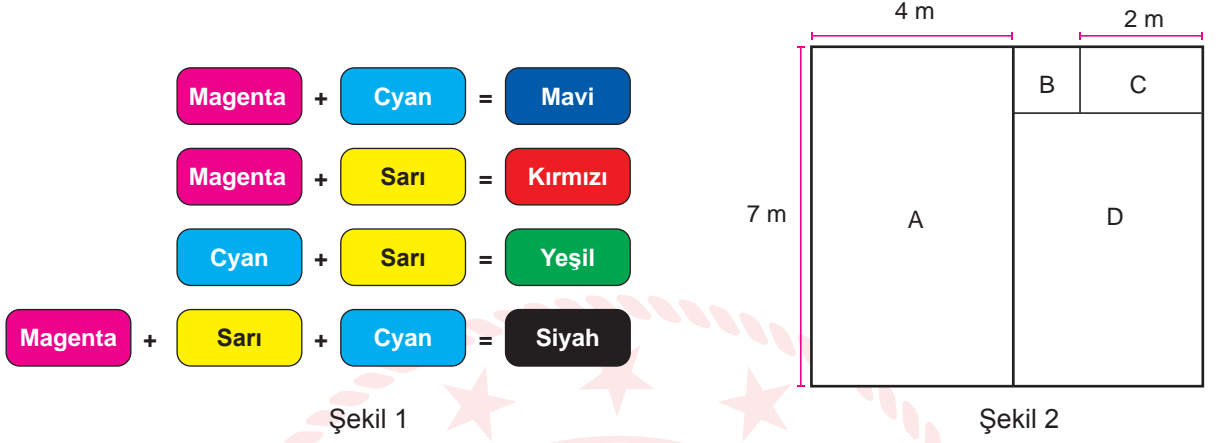 Magenta + Cyan = Mavi
Magenta + Sarı = Kırmızı
Cyan + Sarı = Yeşil
Magenta + Sarı + Cyan = Siyah
Şekil 1
4 m
2 m
B
C
7 m
A
D
Şekil 2